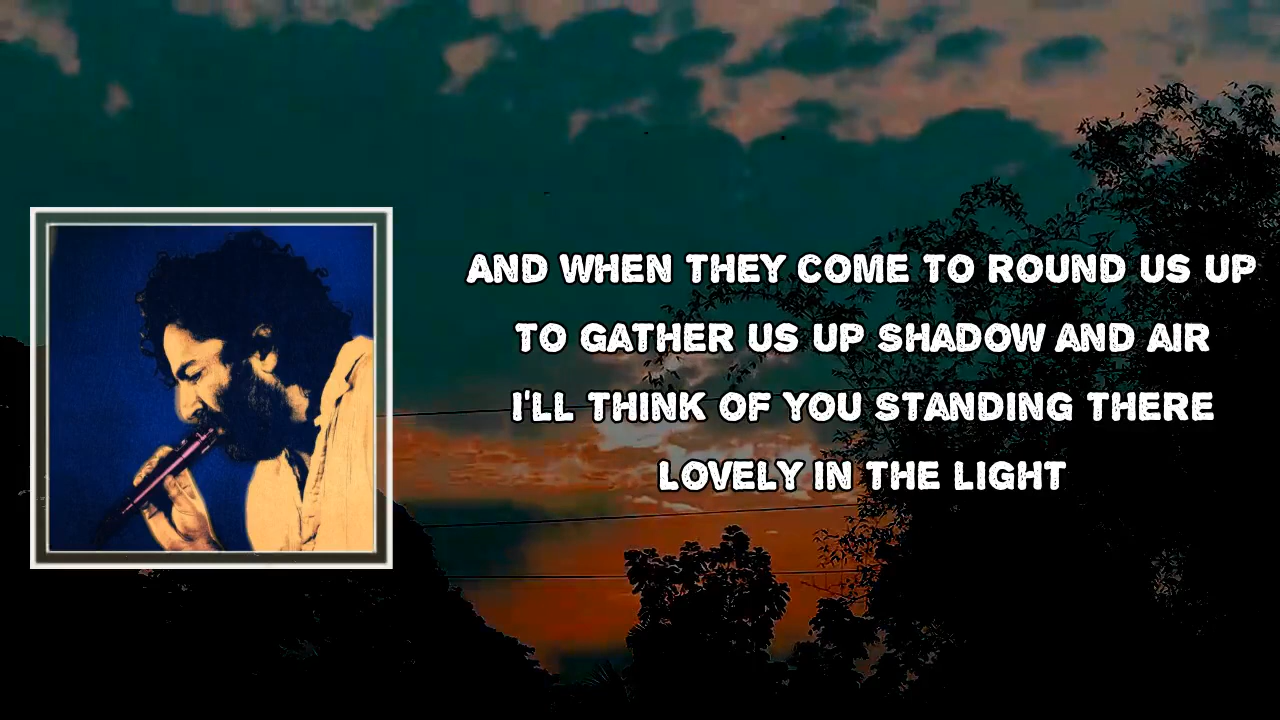 AND WHEN THEY COME TO ROUND US UP
TO GATHER US UP SHADOW AND AIR
I'LL THINK OF YOU STANDING THERE
LOVELY IN THE LIGHT